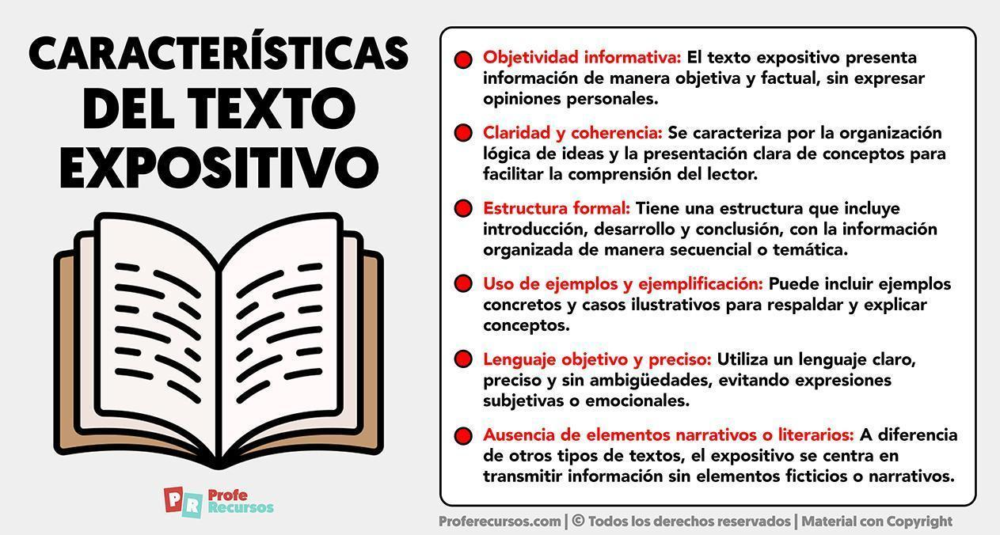 CARACTERÍSTICAS
DEL TEXTO
EXPOSITIVO
Objetividad informativa: El texto expositivo presenta
información de manera objetiva y factual, sin expresar
opiniones personales.
Claridad y coherencia: Se caracteriza por la organización
lógica de ideas y la presentación clara de conceptos para
facilitar la comprensión del lector.
Estructura formal: Tiene una estructura que incluye
introducción, desarrollo y conclusión, con la información
organizada de manera secuencial o temática.
Uso de ejemplos y ejemplificación: Puede incluir ejemplos
concretos y casos ilustrativos para respaldar y explicar
conceptos.
Lenguaje objetivo y preciso: Utiliza un lenguaje claro,
preciso y sin ambigüedades, evitando expresiones
subjetivas o emocionales.
Ausencia de elementos narrativos o literarios: A diferencia
de otros tipos de textos, el expositivo se centra en
transmitir información sin elementos ficticios o narrativos.
PR Profe
Recursos
Proferecursos.com | © Todos los derechos reservados | Material con Copyright